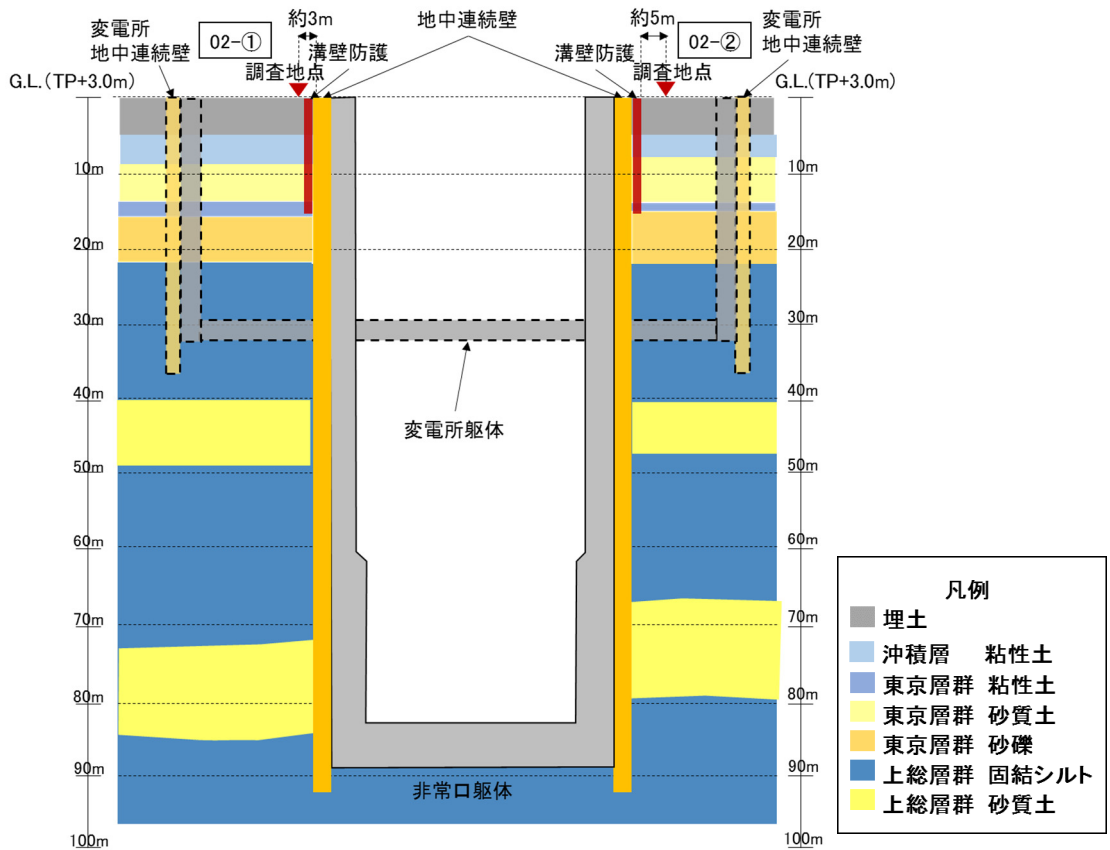 変電所
地中連続壁
02-①
約3m
溝壁防護
調査地点
地中連続壁
約5m
02-②
溝壁防護
調査地点
変電所
地中連続壁
G.L.(TP+3.0m)
G.L.(TP+3.0m)
10m
10m
20m
20m
30m
30m
40m
40m
変電所躯体
50m
50m
60m
60m
70m
70m
80m
80m
90m
90m
非常口躯体
100m
100m
凡例
埋土
沖積層 粘性土
東京層群 粘性土
東京層群 砂質土
東京層群 砂礫
上総層群 固結シルト
上総層群 砂質土